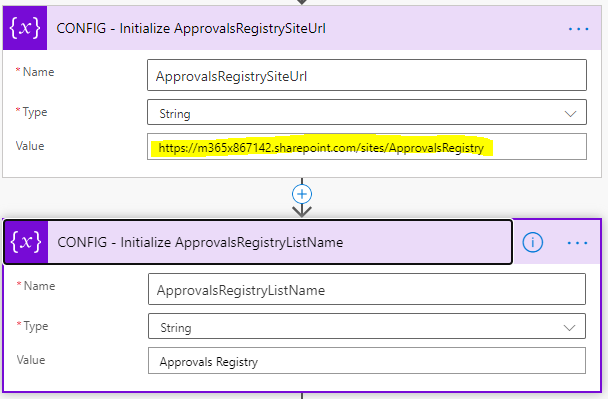 {x} CONFIG - Initialize ApprovalsRegistrySiteUrl ...
* Name ApprovalsRegistrySiteUrl
* Type String
Value https://m365x867142.sharepoint.com/sites/ApprovalsRegistry
{x} CONFIG - Initialize ApprovalsRegistryListName ...
* Name ApprovalsRegistryListName
* Type String
Value Approvals Registry